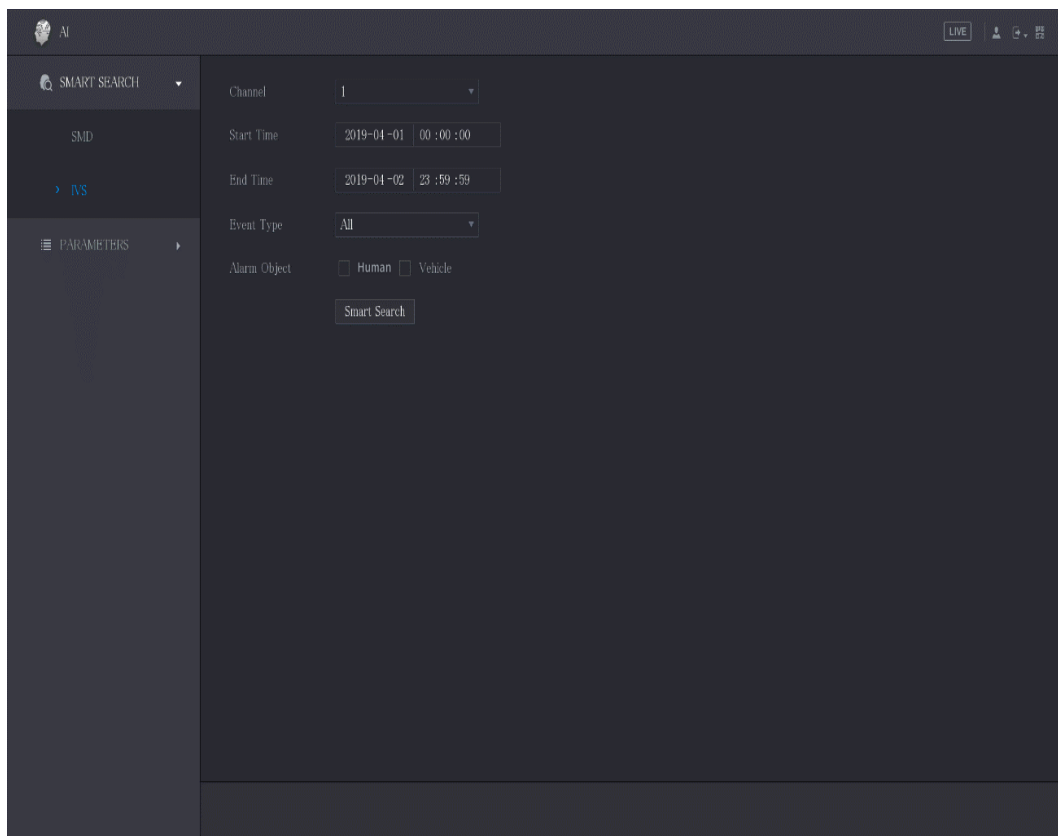 AI
LIVE
SMART SEARCH
SMD
IVS
PARAMETERS
Channel 1
Start Time 2019-04 -01 00 :00 :00
End Time 2019-04 -02 23 :59 :59
Event Type All
Alarm Object Human Vehicle
Smart Search